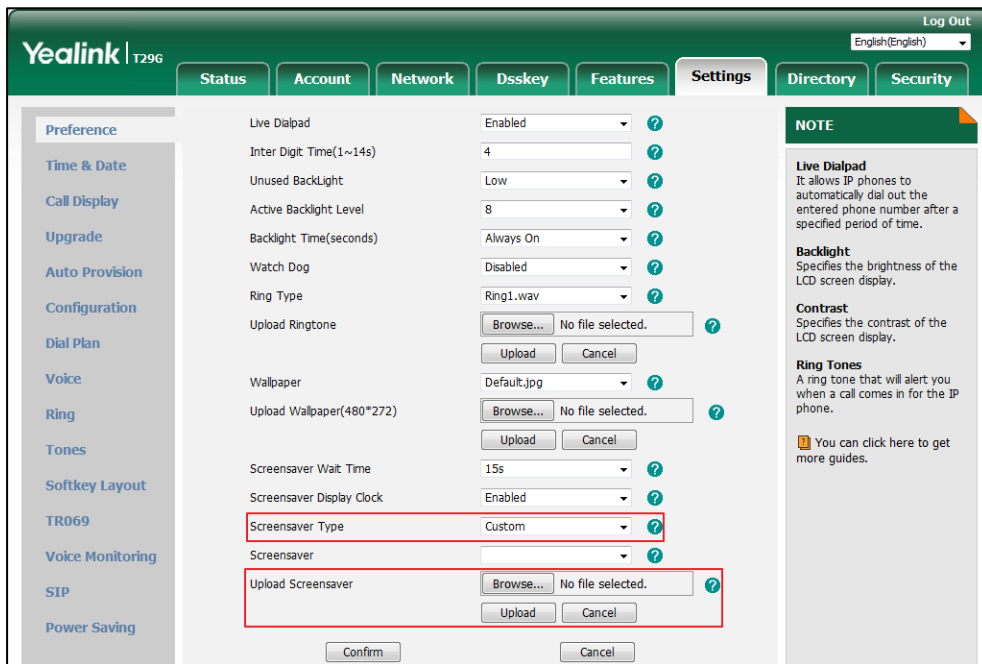 Log Out
Yealink T29G
English(English)
Status Account Network Dsskey Features Settings Directory Security
Preference
Time & Date
Call Display
Upgrade
Auto Provision
Configuration
Dial Plan
Voice
Ring
Tones
Softkey Layout
TR069
Voice Monitoring
SIP
Power Saving
Live Dialpad Enabled ?
Inter Digit Time(1~14s) 4 ?
Unused BackLight Low ?
Active Backlight Level 8 ?
Backlight Time(seconds) Always On ?
Watch Dog Disabled ?
Ring Type Ring1.wav ?
Upload Ringtone Browse... No file selected. ?
Upload Cancel
Wallpaper Default.jpg ?
Upload Wallpaper(480*272) Browse... No file selected. ?
Upload Cancel
Screensaver Wait Time 15s ?
Screensaver Display Clock Enabled ?
Screensaver Type Custom ?
Screensaver ?
Upload Screensaver Browse... No file selected. ?
Upload Cancel
Confirm Cancel
NOTE
Live Dialpad
It allows IP phones to
automatically dial out the
entered phone number after a
specified period of time.
Backlight
Specifies the brightness of the
LCD screen display.
Contrast
Specifies the contrast of the
LCD screen display.
Ring Tones
A ring tone that will alert you
when a call comes in for the IP
phone.
? You can click here to get
more guides.